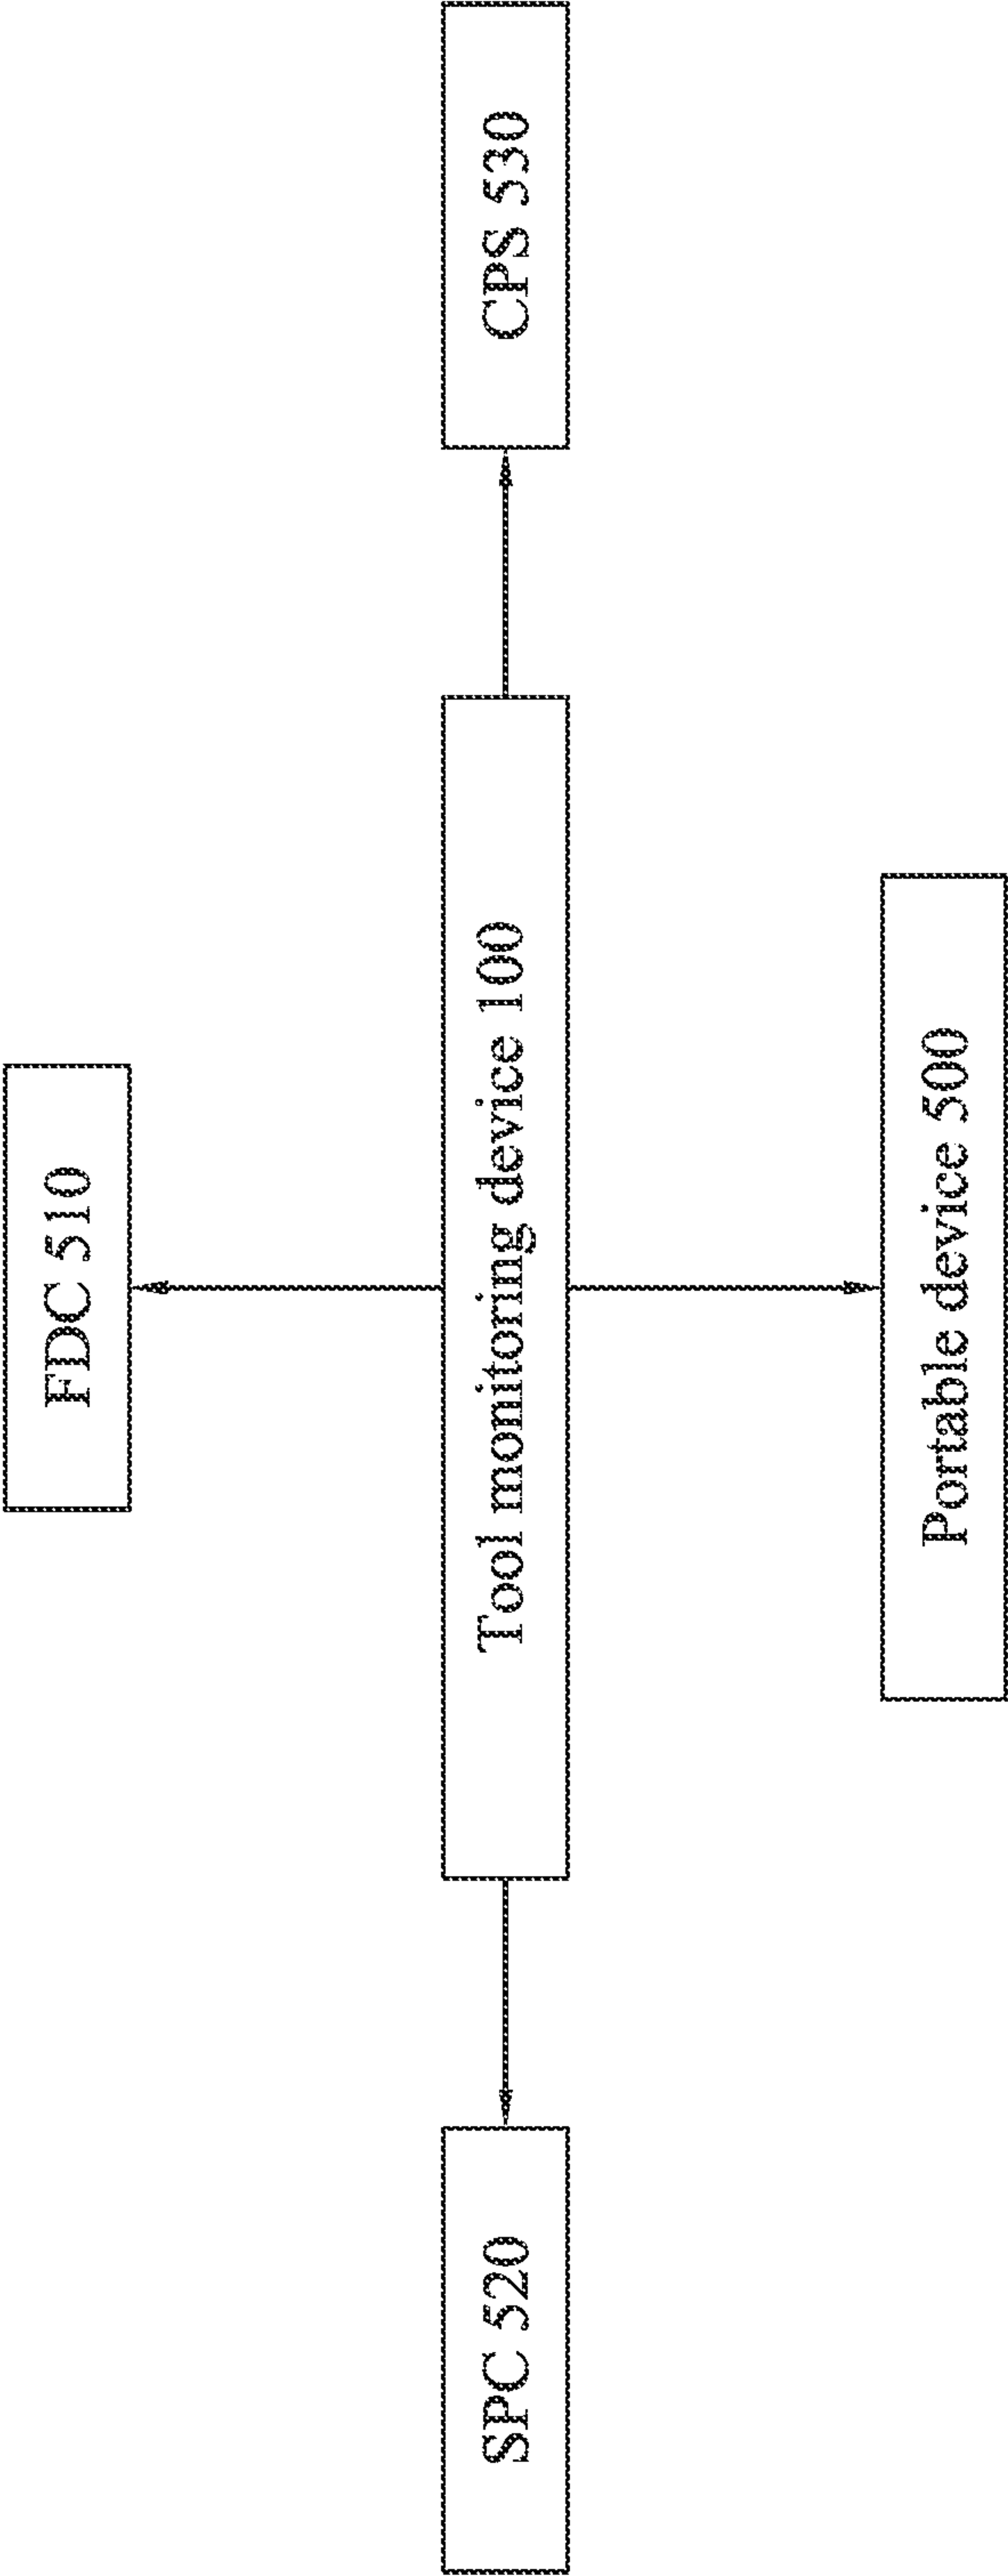 FDC 510
SPC 520
Tool monitoring device 100
CPS 530
Portable device 500